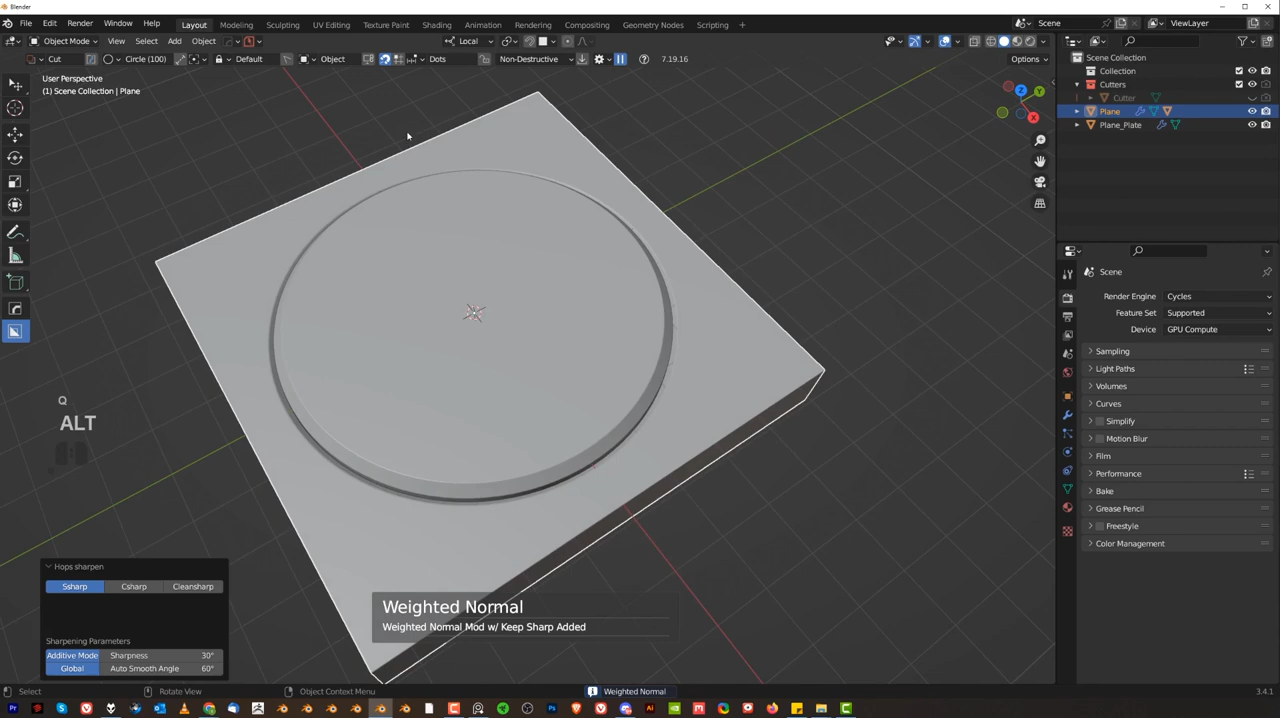 Blender
File Edit Render Window Help Layout Modeling Sculpting UV Editing Texture Paint Shading Animation Rendering Compositing Geometry Nodes Scripting + Scene ViewLayer
Object Mode View Select Add Object Local
Cut Circle (100) Default Object Dots Non-Destructive 7.19.16 Options
User Perspective
(1) Scene Collection | Plane
Z
Y
X
Scene Collection
Collection
Cutters
Cutter
Plane
Plane_Plate
Scene
Render Engine Cycles
Feature Set Supported
Device GPU Compute
Sampling
Light Paths
Volumes
Curves
Simplify
Motion Blur
Film
Performance
Bake
Grease Pencil
Freestyle
Color Management
Q
ALT
Hops sharpen
Ssharp Csharp Cleansharp
Sharpening Parameters
Additive Mode Sharpness 30°
Global Auto Smooth Angle 60°
Weighted Normal
Weighted Normal Mod w/ Keep Sharp Added
Select Rotate View Object Context Menu Weighted Normal 3.4.1